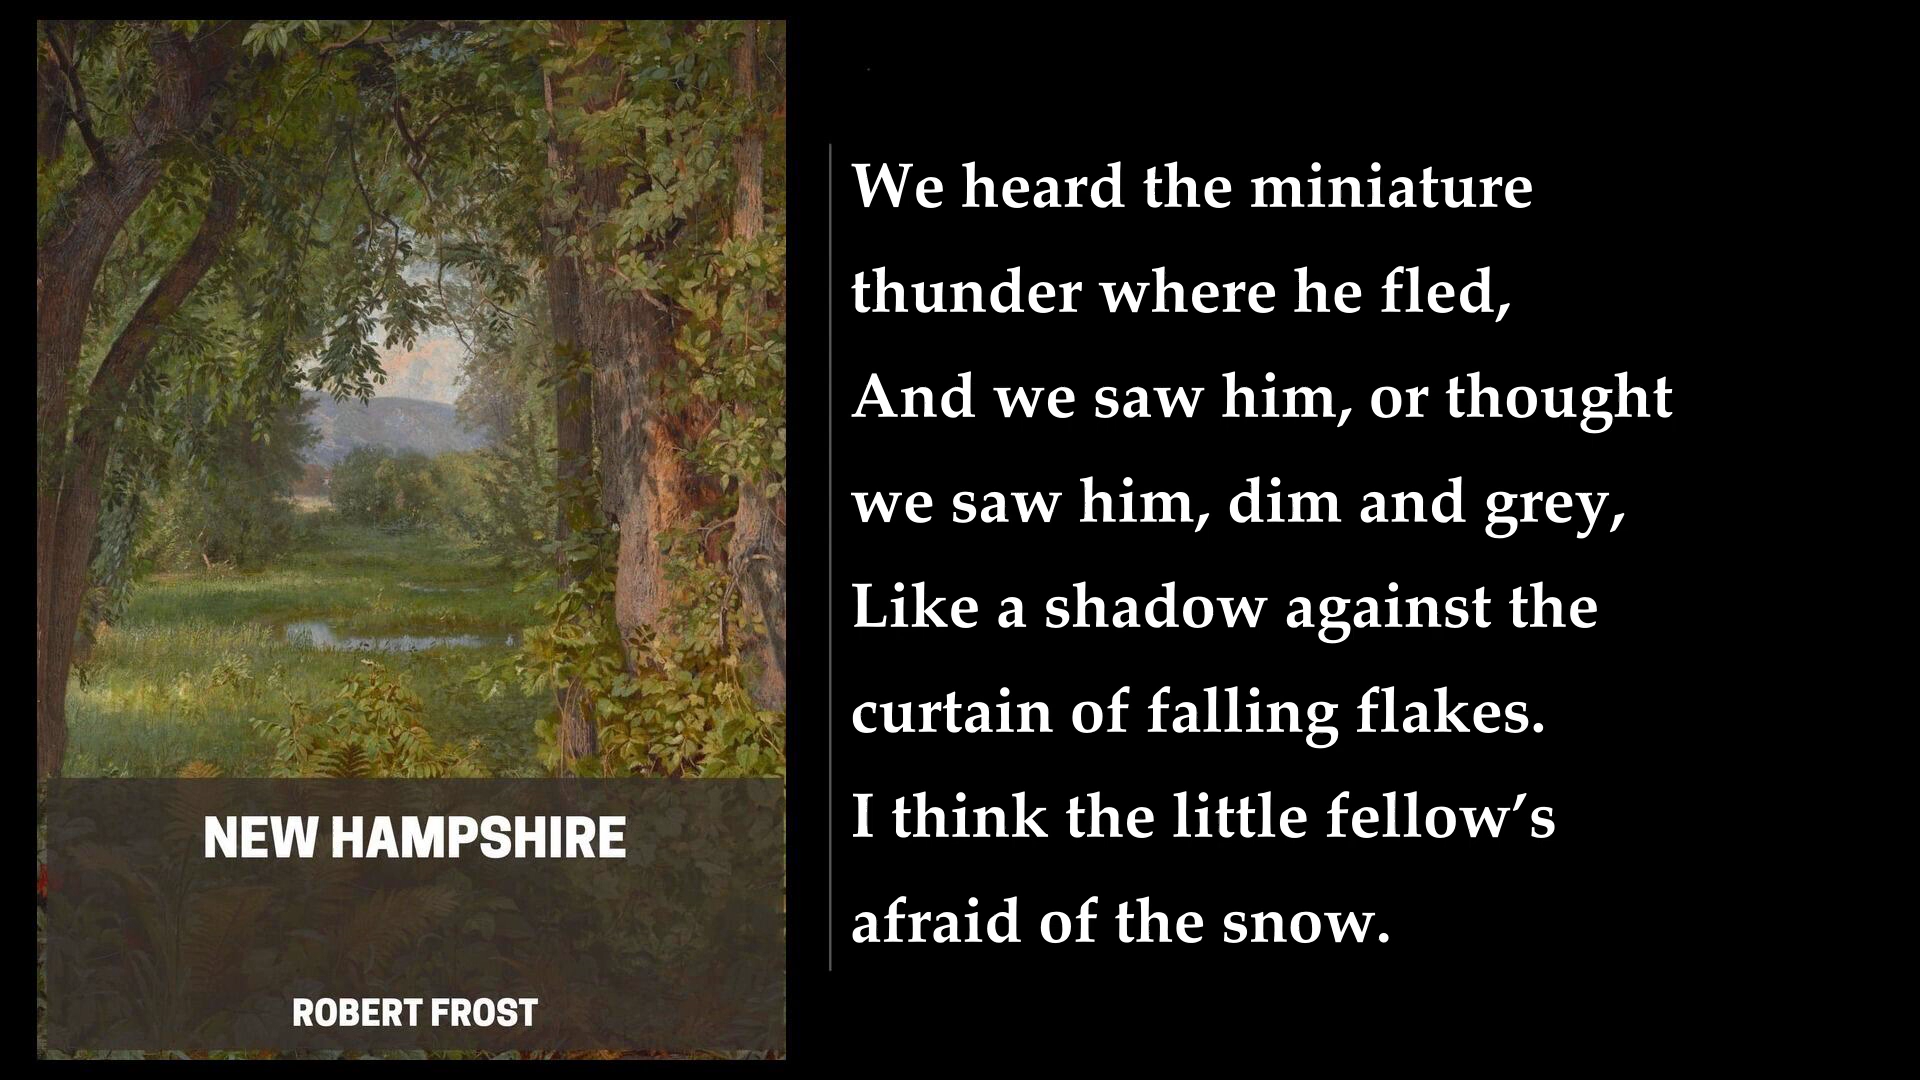 NEW HAMPSHIRE
ROBERT FROST
We heard the miniature
thunder where he fled,
And we saw him, or thought
we saw him, dim and grey,
Like a shadow against the
curtain of falling flakes.
I think the little fellow’s
afraid of the snow.